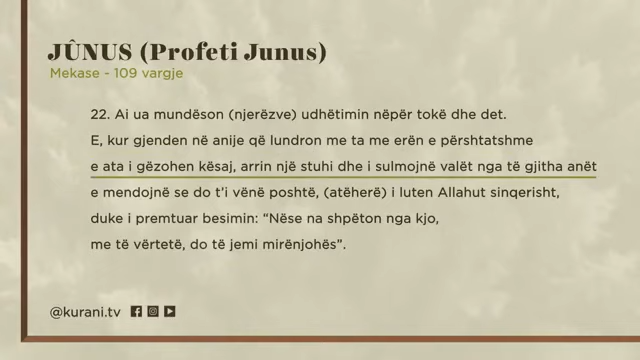 JÛNUS (Profeti Junus)
Mekase - 109 vargje
22. Ai ua mundëson (njerëzve) udhëtimin nëpër tokë dhe det.
E, kur gjenden në anije që lundron me ta me erën e përshtatshme
e ata i gëzohen kësaj, arrin një stuhi dhe i sulmojnë valët nga të gjitha anët
e mendojnë se do t'i vënë poshtë, (atëherë) i luten Allahut sinqerisht,
duke i premtuar besimin: “Nëse na shpëton nga kjo,
me të vërtetë, do të jemi mirënjohës”.
@kurani.tv